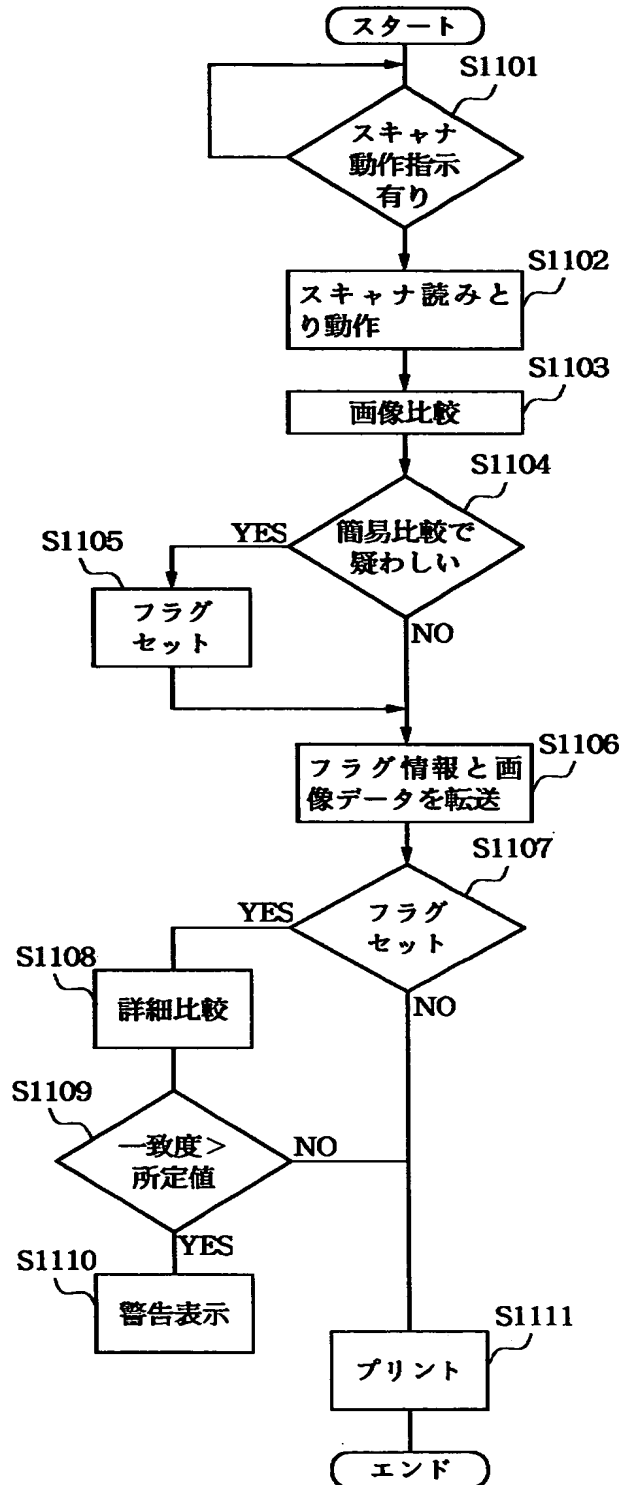 スタート
S1101
スキャナ
動作指示
有り
S1102
スキャナ読みと
り動作
S1103
画像比較
S1104
簡易比較で
疑わしい
YES
NO
S1105
フラグ
セット
S1106
フラグ情報と画
像データを転送
S1107
フラグ
セット
YES
NO
S1108
詳細比較
S1109
一致度>
所定値
NO
YES
S1110
警告表示
S1111
プリント
エンド